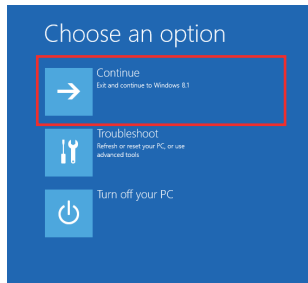 Choose an option
Continue
Exit and continue to Windows 8.1
Troubleshoot
Refresh or reset your PC, or use
advanced tools
Turn off your PC